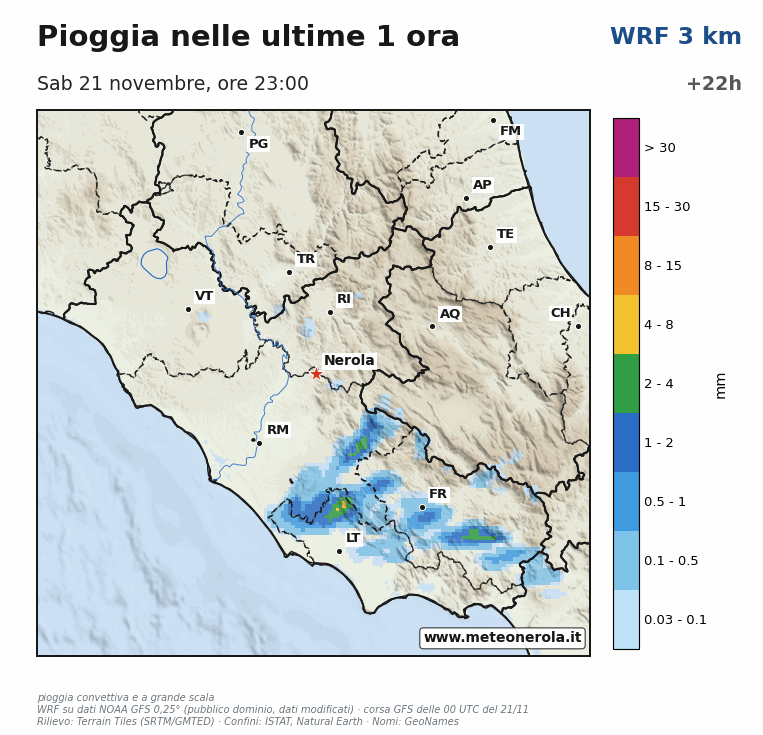 Pioggia nelle ultime 1 ora
WRF 3 km
Sab 21 novembre, ore 23:00
+22h
FM
PG
AP
TE
TR
VT
RI
AQ
CH
Nerola
RM
FR
LT
www.meteonerola.it
> 30
15 - 30
8 - 15
4 - 8
2 - 4
1 - 2
0.5 - 1
0.1 - 0.5
0.03 - 0.1
mm
pioggia convettiva e a grande scala
WRF su dati NOAA GFS 0,25° (pubblico dominio, dati modificati) · corsa GFS delle 00 UTC del 21/11
Rilievo: Terrain Tiles (SRTM/GMTED) · Confini: ISTAT, Natural Earth · Nomi: GeoNames